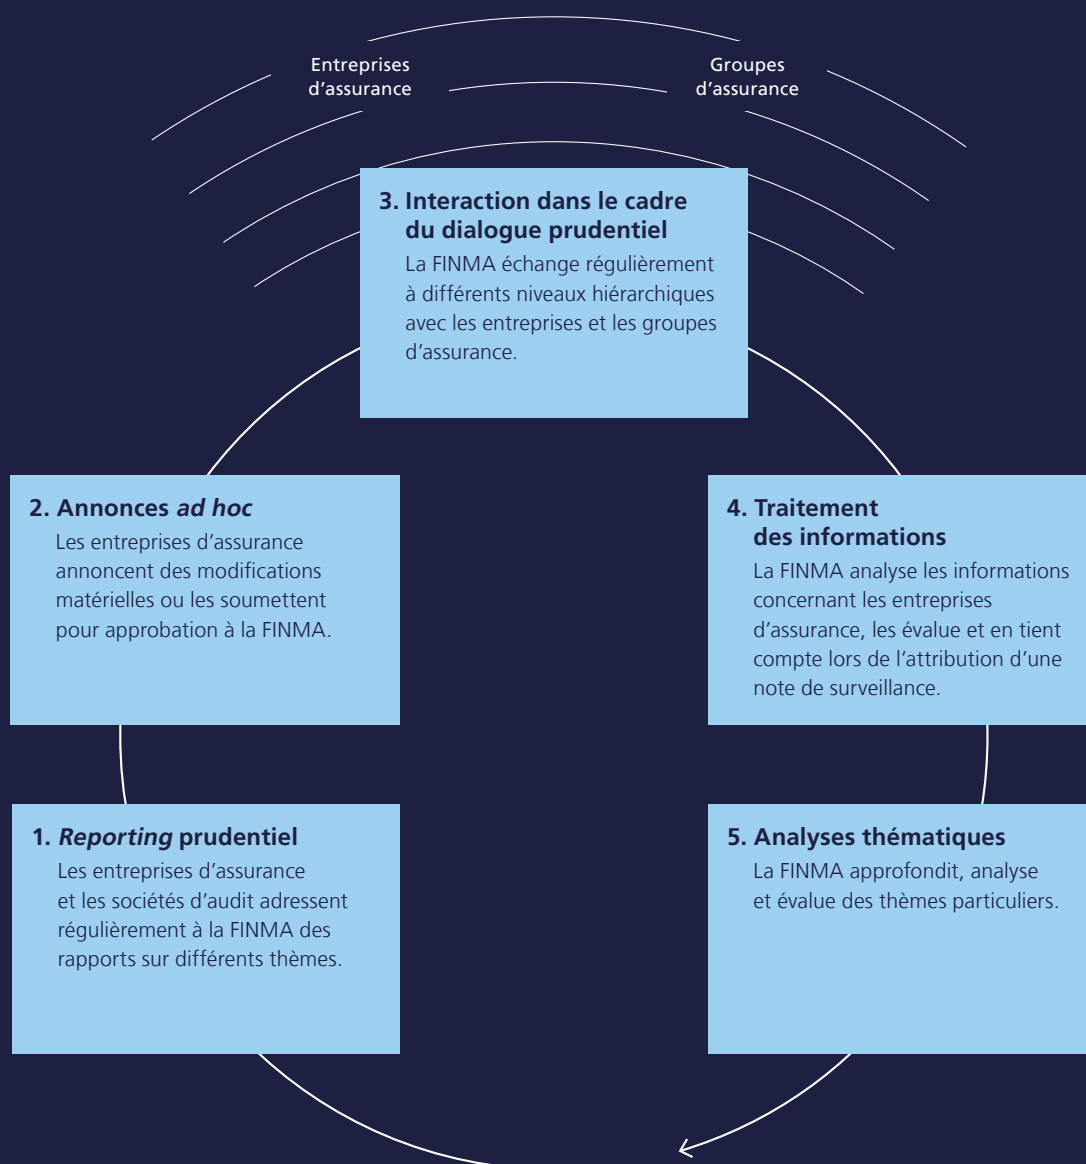 Entreprises
d'assurance
Groupes
d'assurance
3. Interaction dans le cadre
du dialogue prudentiel
La FINMA échange régulièrement
à différents niveaux hiérarchiques
avec les entreprises et les groupes
d'assurance.
2. Annonces ad hoc
Les entreprises d'assurance
annoncent des modifications
matérielles ou les soumettent
pour approbation à la FINMA.
4. Traitement
des informations
La FINMA analyse les informations
concernant les entreprises
d'assurance, les évalue et en tient
compte lors de l'attribution d'une
note de surveillance.
1. Reporting prudentiel
Les entreprises d'assurance
et les sociétés d'audit adressent
régulièrement à la FINMA des
rapports sur différents thèmes.
5. Analyses thématiques
La FINMA approfondit, analyse
et évalue des thèmes particuliers.